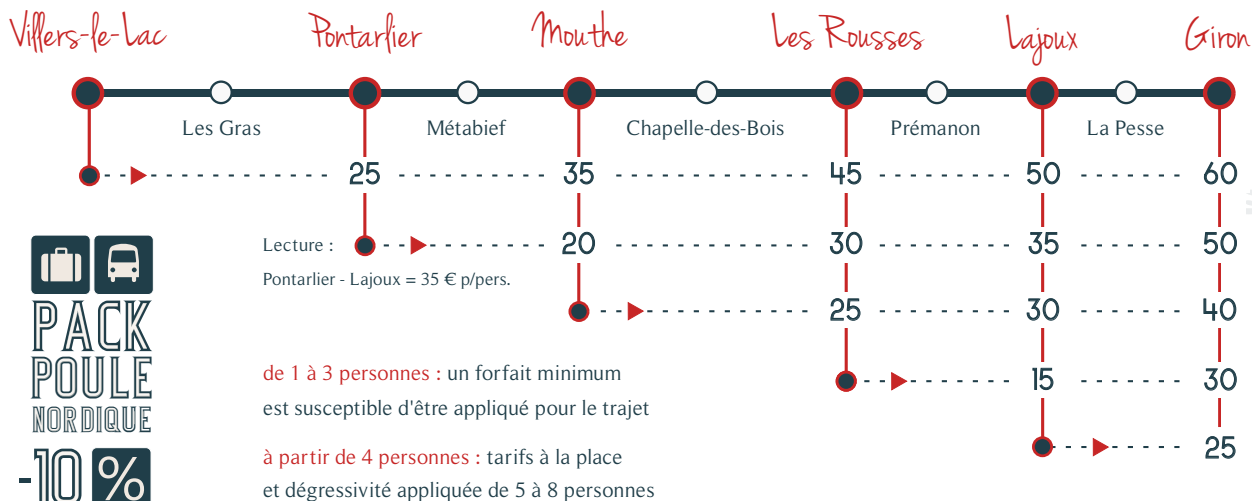 Villers-le-Lac Pontarlier Mouthe Les Rousses Lajoux Giron
Les Gras Métabief Chapelle-des-Bois Prémanon La Pesse
25 35 45 50 60
Lecture : 20 30 35 50
Pontarlier - Lajoux = 35 € p/pers.
25 30 40
PACK
POULE
NORDIQUE
-10 %
de 1 à 3 personnes : un forfait minimum
est susceptible d'être appliqué pour le trajet
15 30
25
à partir de 4 personnes : tarifs à la place
et dégressivité appliquée de 5 à 8 personnes